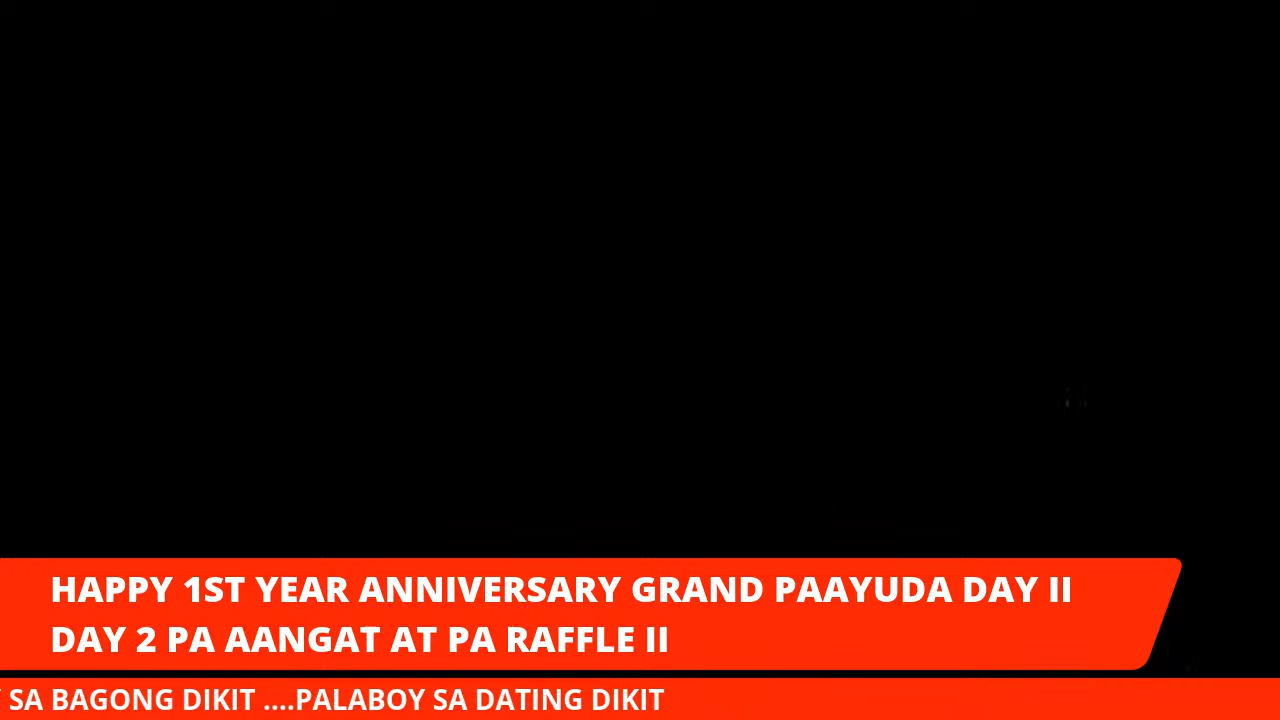 HAPPY 1ST YEAR ANNIVERSARY GRAND PAAYUDA DAY II
DAY 2 PA AANGAT AT PA RAFFLE II
SA BAGONG DIKIT ....PALABOY SA DATING DIKIT